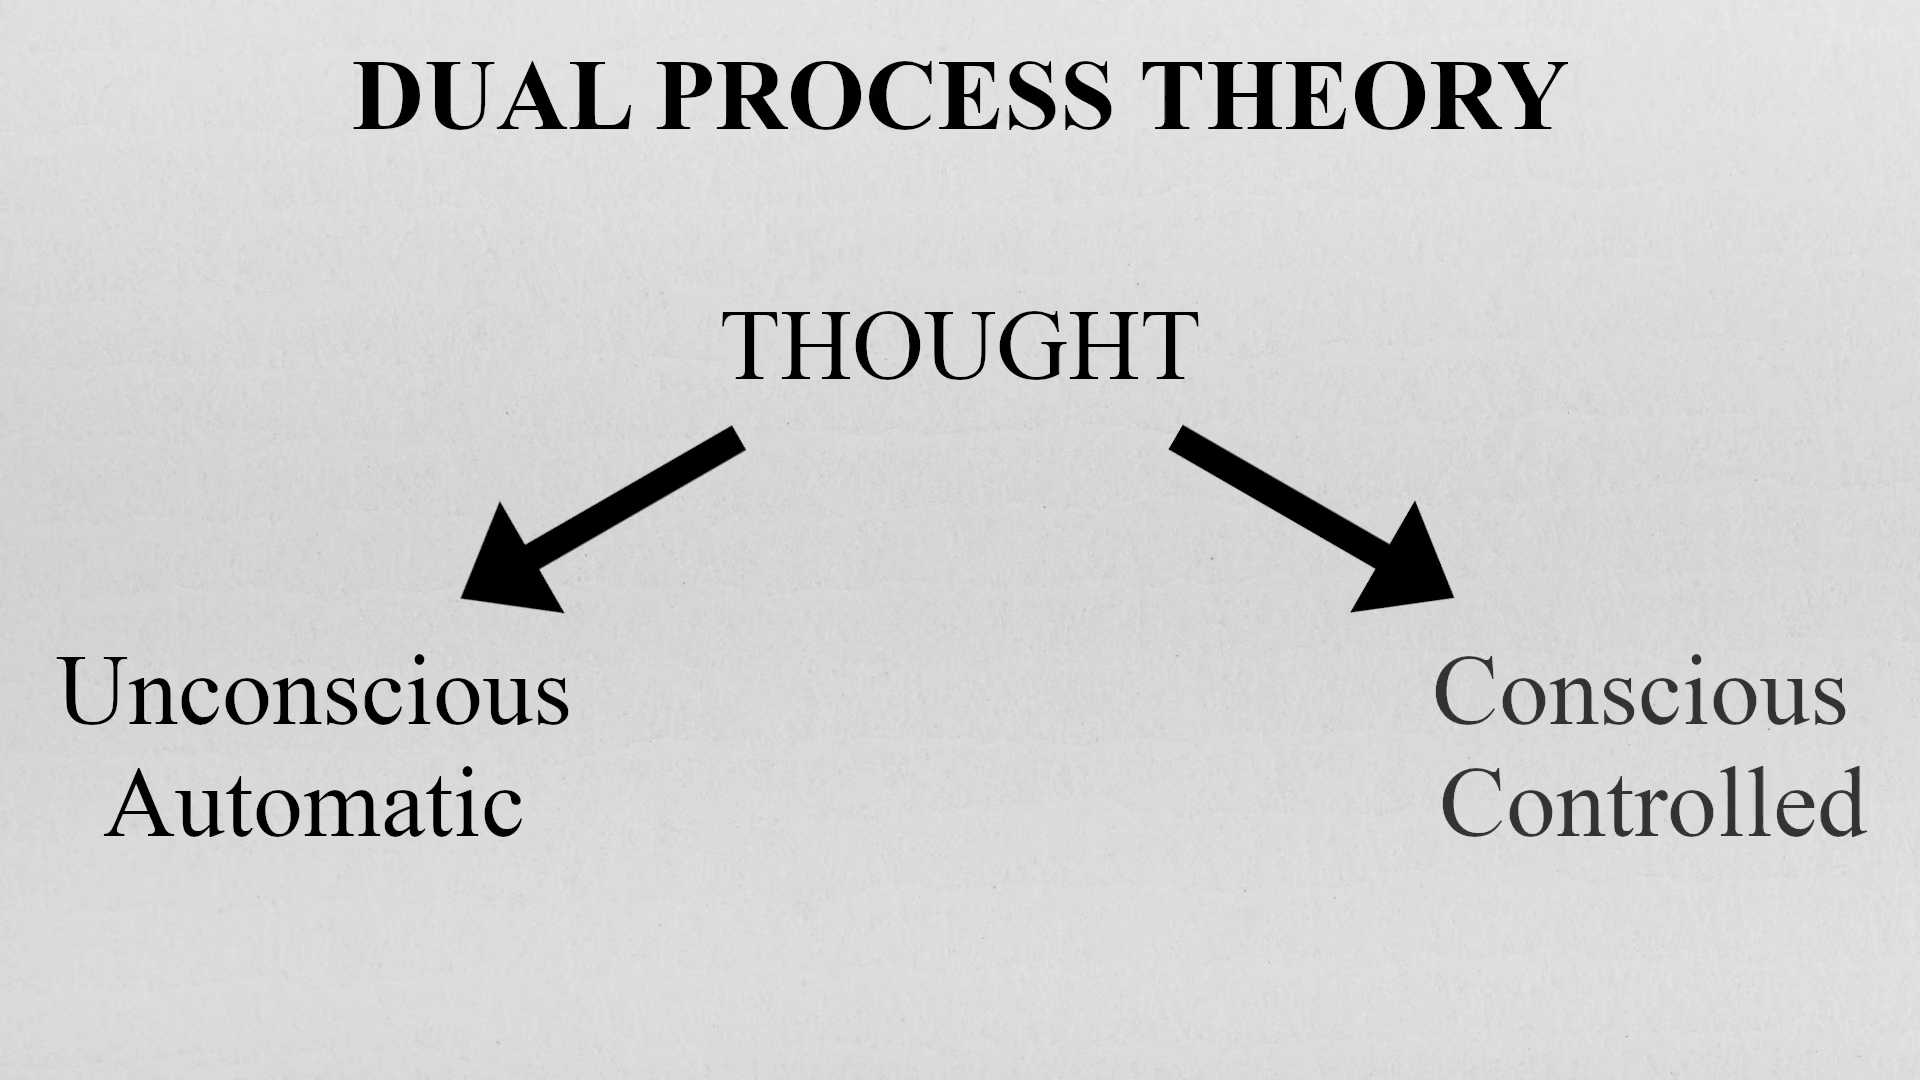 DUAL PROCESS THEORY
THOUGHT
Unconscious
Automatic
Conscious
Controlled